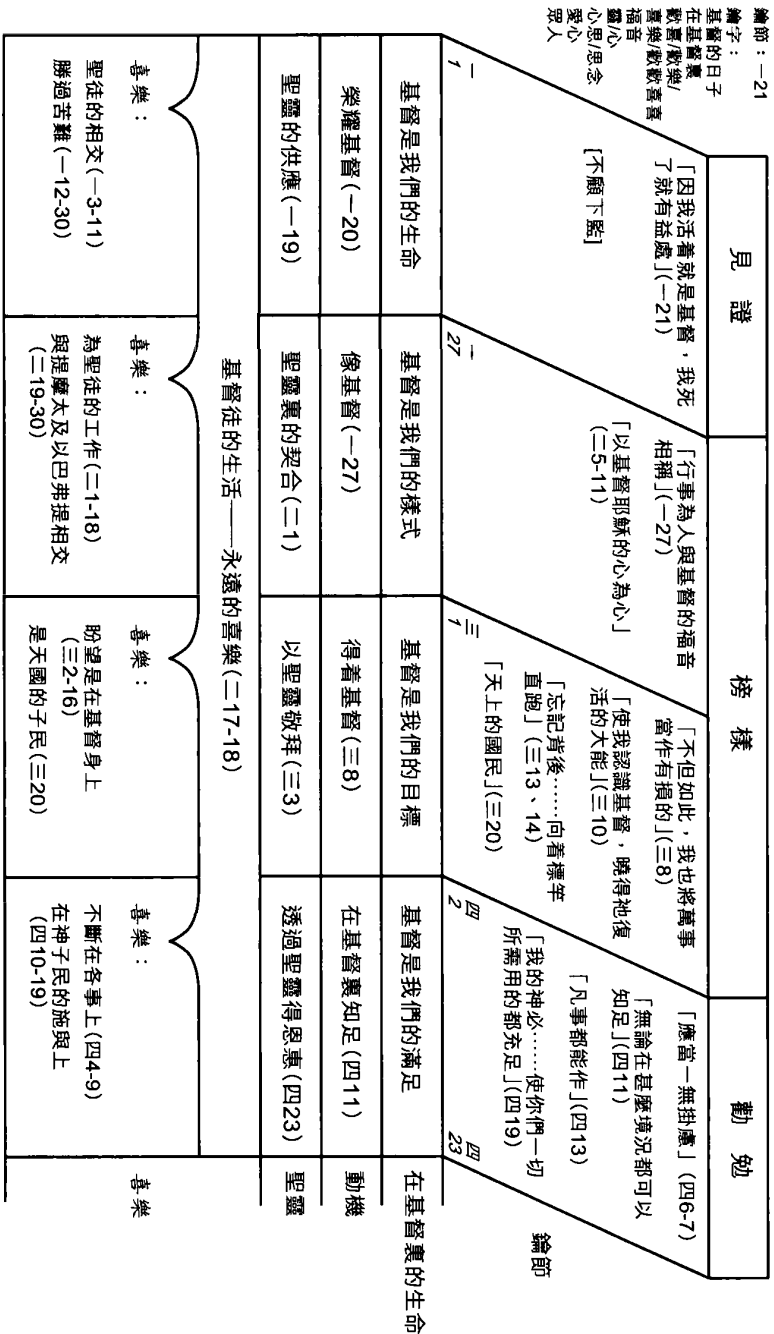 鑰節：一21
鑰字：
基督的日子
在基督裏
歡喜/歡樂/
喜樂/歡歡喜喜
福音
靈/心
心思/思念
愛心
眾人
見證
榜樣
勸勉
「因我活着就是基督，我死
了就有益處」(一21)
[不顧下監]
「行事為人與基督的福音
相稱」(一27)
「以基督耶穌的心為心」
(二5-11)
「不但如此，我也將萬事
當作有損的」(三8)
「使我認識基督，曉得祂復
活的大能」(三10)
「忘記背後……向着標竿
直跑」(三13、14)
「天上的國民」(三20)
「應當一無掛慮」(四6-7)
「無論在甚麼境況都可以
知足」(四11)
「凡事都能作」(四13)
「我的神必……使你們一切
所需用的都充足」(四19)
鑰節
一
1
一
27
三
1
四
2
四
23
基督是我們的生命
基督是我們的樣式
基督是我們的目標
基督是我們的滿足
在基督裏的生命
榮耀基督(一20)
像基督(一27)
得着基督(三8)
在基督裏知足(四11)
動機
聖靈的供應(一19)
聖靈裏的契合(二1)
以聖靈敬拜(三3)
透過聖靈得恩惠(四23)
聖靈
基督徒的生活——永遠的喜樂(二17-18)
喜樂：
聖徒的相交(一3-11)
勝過苦難(一12-30)
喜樂：
為聖徒的工作(二1-18)
與提摩太及以巴弗提相交
(二19-30)
喜樂：
盼望是在基督身上
(三2-16)
是天國的子民(三20)
喜樂：
不斷在各事上(四4-9)
在神子民的施與上
(四10-19)
喜樂